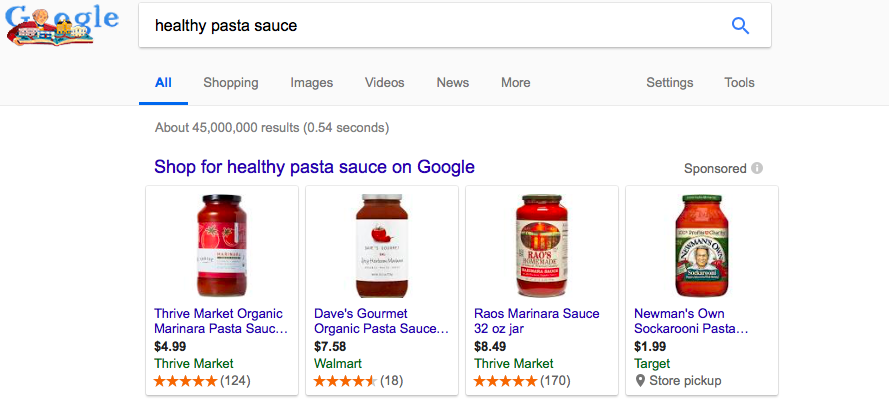 Google
healthy pasta sauce
All Shopping Images Videos News More Settings Tools
About 45,000,000 results (0.54 seconds)
Shop for healthy pasta sauce on Google
Sponsored
MARINARA
DAVE'S GOURMET
RAO'S
HOMEMADE
MARINARA SAUCE
NEWMAN'S OWN
Sockarooni
Thrive Market Organic
Marinara Pasta Sauc...
$4.99
Thrive Market
(124)
Dave's Gourmet
Organic Pasta Sauce...
$7.58
Walmart
(18)
Raos Marinara Sauce
32 oz jar
$8.49
Thrive Market
(170)
Newman's Own
Sockarooni Pasta...
$1.99
Target
Store pickup